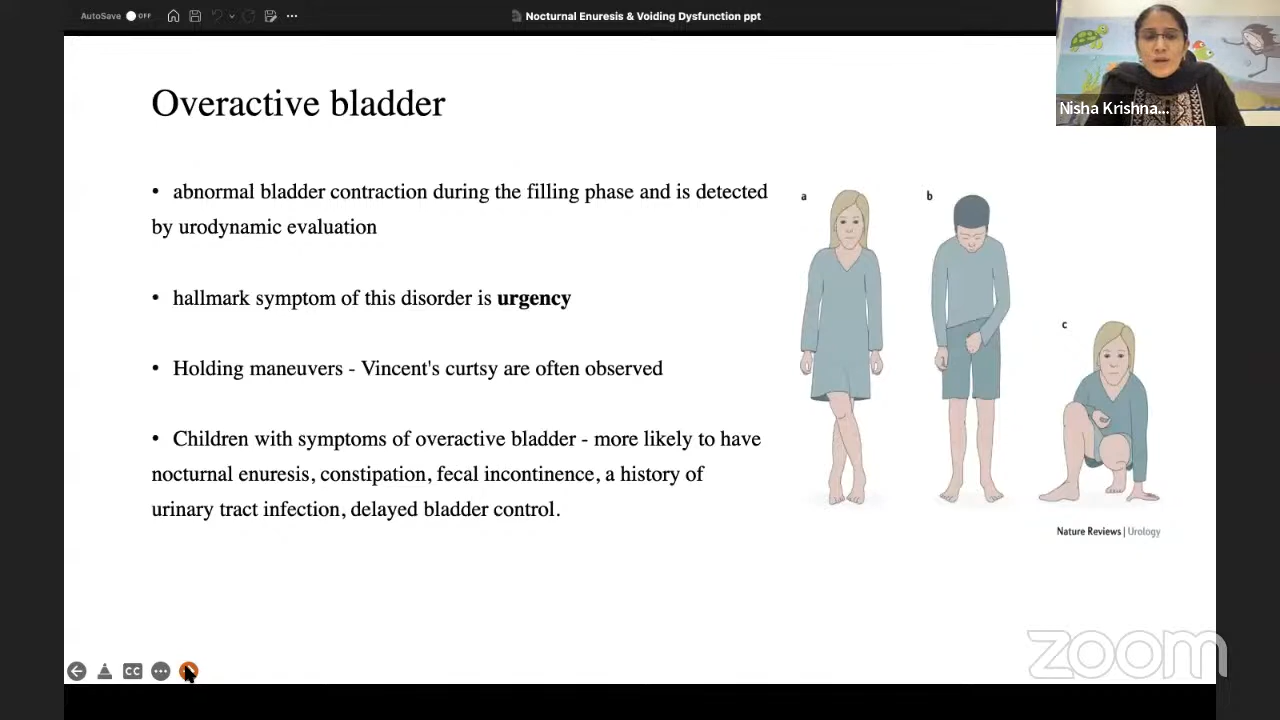 AutoSave OFF
Nocturnal Enuresis & Voiding Dysfunction ppt
Nisha Krishna...
Overactive bladder
• abnormal bladder contraction during the filling phase and is detected
by urodynamic evaluation
• hallmark symptom of this disorder is urgency
• Holding maneuvers - Vincent's curtsy are often observed
• Children with symptoms of overactive bladder - more likely to have
nocturnal enuresis, constipation, fecal incontinence, a history of
urinary tract infection, delayed bladder control.
a
b
c
Nature Reviews | Urology
CC
zoom